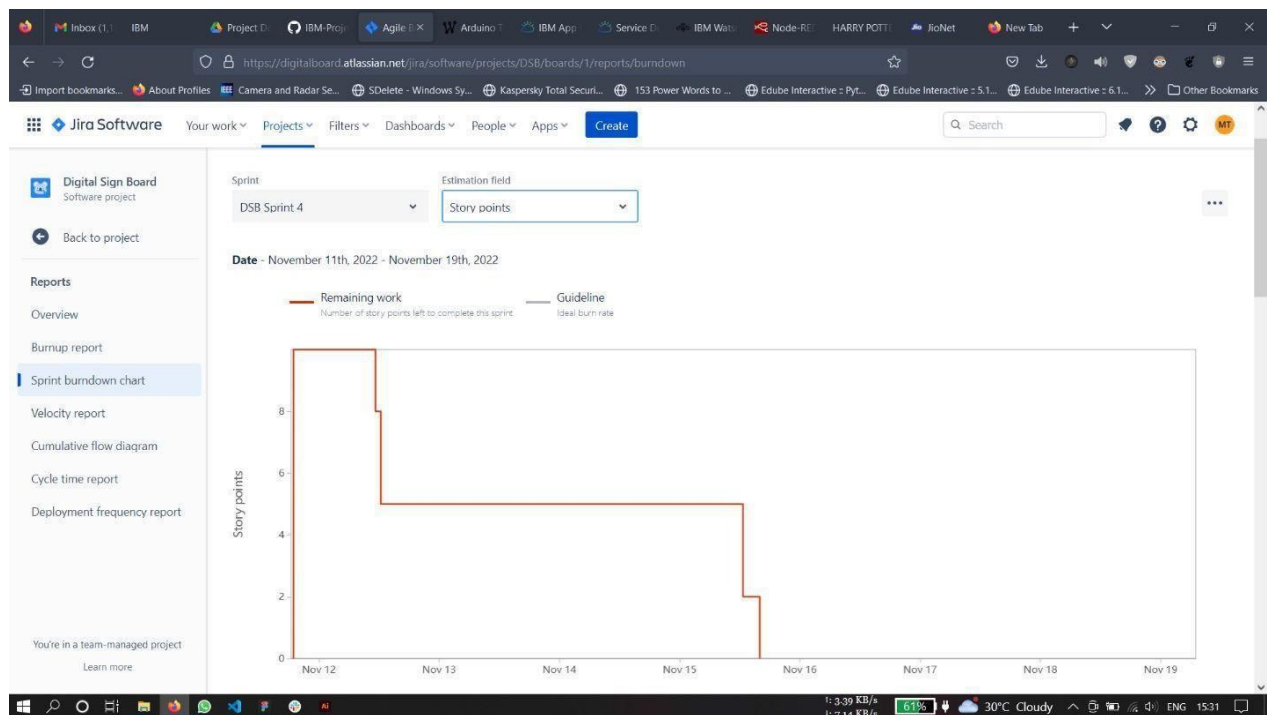 Inbox (1, IBM Project D IBM-Proj Agile B Arduino T IBM App Service D IBM Wats Node-RE HARRY POTT JioNet New Tab
https://digitalboard.atlassian.net/jira/software/projects/DSB/boards/1/reports/burndown
Import bookmarks... About Profiles Camera and Radar Se... SDelete - Windows Sy... Kaspersky Total Securi... 153 Power Words to ... Edube Interactive :: Pyt... Edube Interactive :: 5.1... Edube Interactive :: 6.1... Other Bookmarks
Jira Software Your work Projects Filters Dashboards People Apps Create Search MT
Digital Sign Board
Software project
Back to project
Reports
Overview
Burnup report
Sprint burndown chart
Velocity report
Cumulative flow diagram
Cycle time report
Deployment frequency report
You're in a team-managed project
Learn more
Sprint Estimation field
DSB Sprint 4 Story points
Date - November 11th, 2022 - November 19th, 2022
Remaining work Guideline
Number of story points left to complete this sprint Ideal burn rate
Story points
8
6
4
2
0
Nov 12 Nov 13 Nov 14 Nov 15 Nov 16 Nov 17 Nov 18 Nov 19
3.39 KB/s
7.14 KB/s
61% 30°C Cloudy ENG 15:31